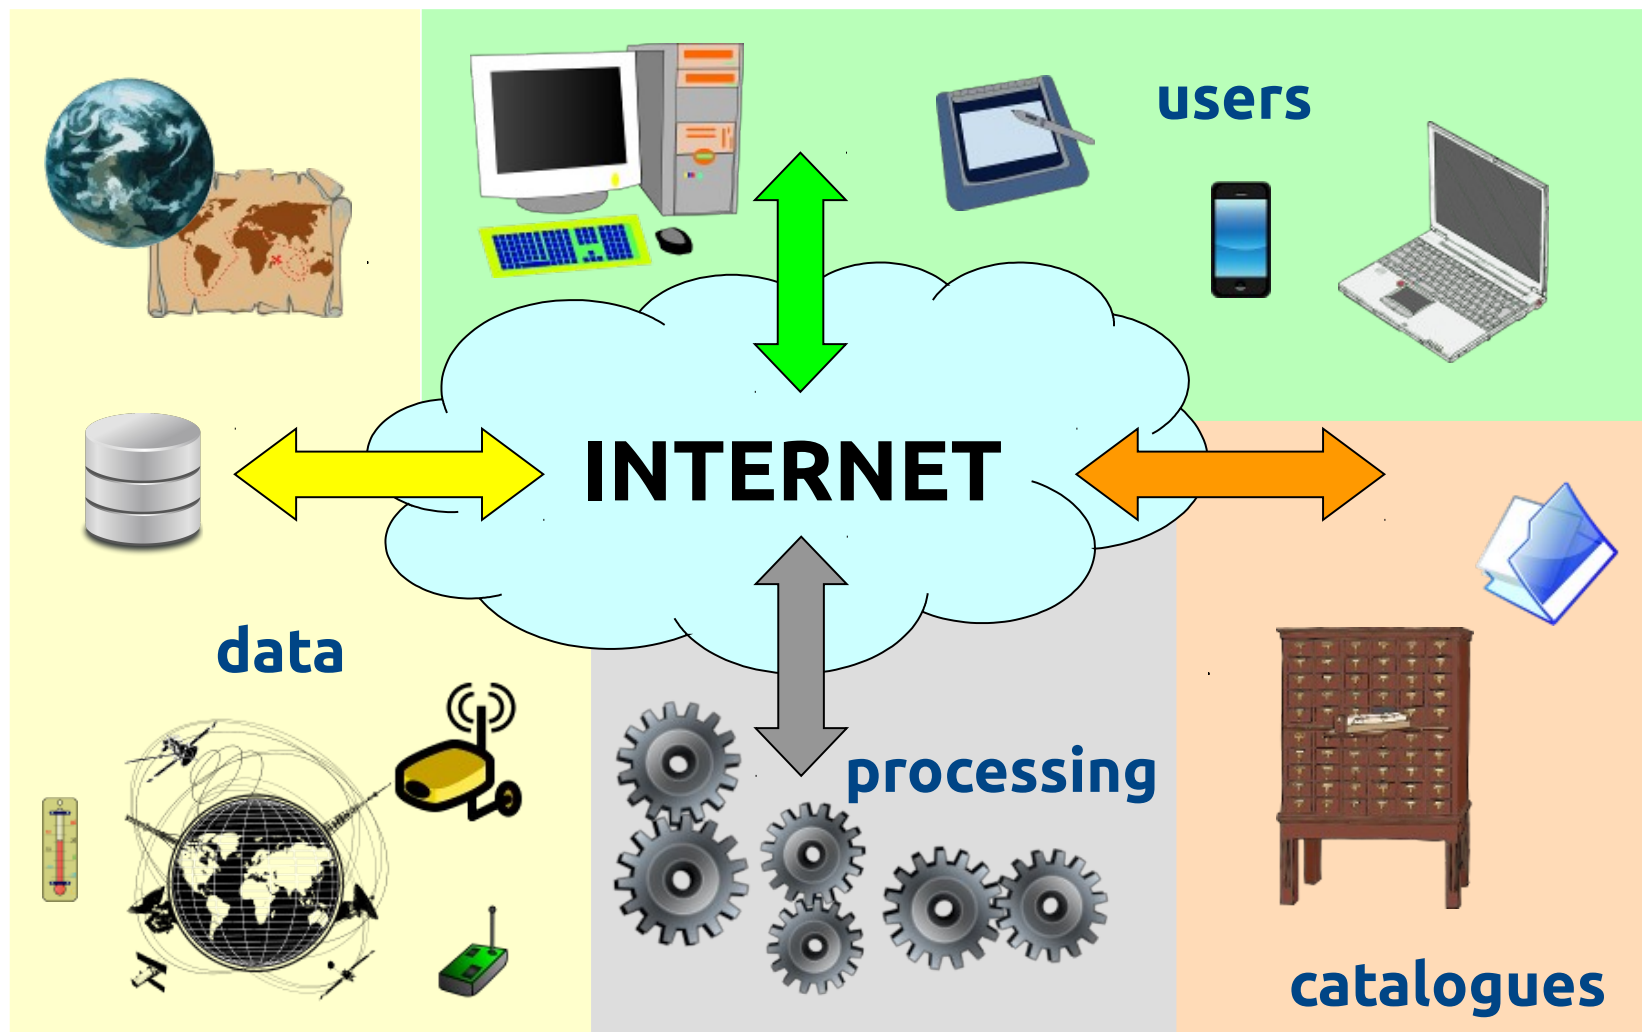 users
INTERNET
data
processing
catalogues